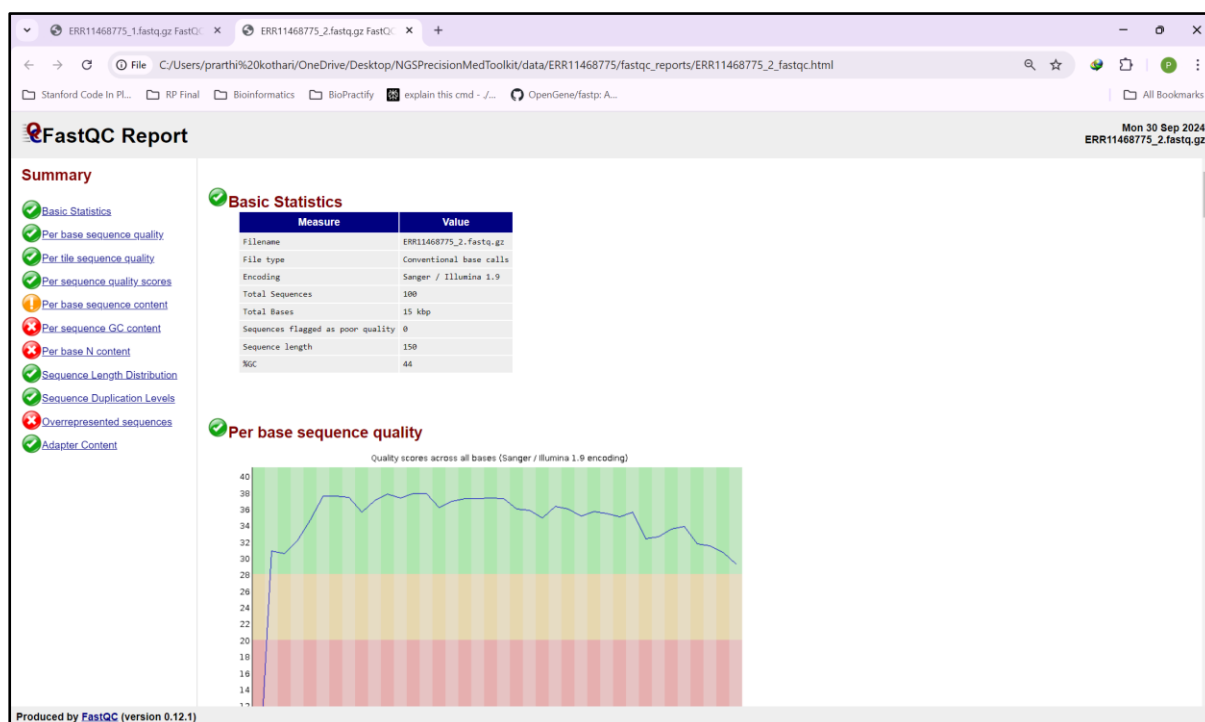 ERR11468775_1.fastq.gz FastQC
ERR11468775_2.fastq.gz FastQC
File C:/Users/prarthi%20kothari/OneDrive/Desktop/NGSPrecisionMedToolkit/data/ERR11468775/fastqc_reports/ERR11468775_2_fastqc.html
P
Stanford Code In Pl... RP Final Bioinformatics BioPractify explain this cmd - ./... OpenGene/fastp: A... All Bookmarks
FastQC Report
Mon 30 Sep 2024
ERR11468775_2.fastq.gz
Summary
Basic Statistics
Per base sequence quality
Per tile sequence quality
Per sequence quality scores
Per base sequence content
Per sequence GC content
Per base N content
Sequence Length Distribution
Sequence Duplication Levels
Overrepresented sequences
Adapter Content
Basic Statistics
Measure Value
Filename ERR11468775_2.fastq.gz
File type Conventional base calls
Encoding Sanger / Illumina 1.9
Total Sequences 100
Total Bases 15 kbp
Sequences flagged as poor quality 0
Sequence length 150
%GC 44
Per base sequence quality
Quality scores across all bases (Sanger / Illumina 1.9 encoding)
40
38
36
34
32
30
28
26
24
22
20
18
16
14
12
Produced by FastQC (version 0.12.1)